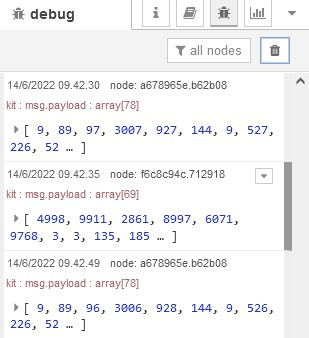 debug
all nodes
14/6/2022 09.42.30 node: a678965e.b62b08
kit : msg.payload : array[78]
[ 9, 89, 97, 3007, 927, 144, 9, 527,
226, 52 … ]
14/6/2022 09.42.35 node: f6c8c94c.712918
kit : msg.payload : array[69]
[ 4998, 9911, 2861, 8997, 6071,
9768, 3, 3, 135, 185 … ]
14/6/2022 09.42.49 node: a678965e.b62b08
kit : msg.payload : array[78]
[ 9, 89, 96, 3006, 928, 144, 9, 526,
226, 52 … ]